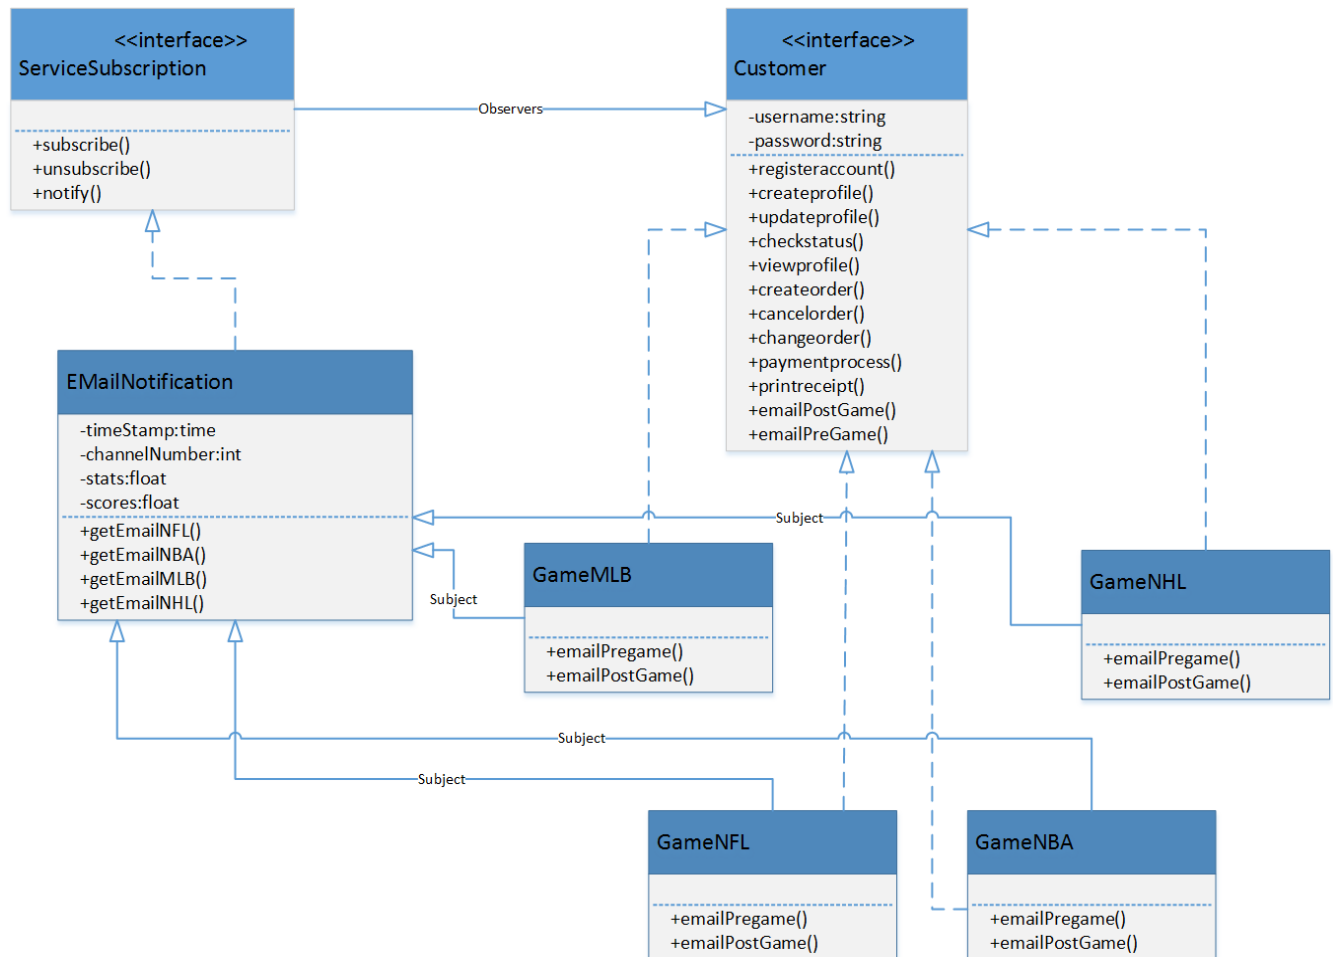 <<interface>>
ServiceSubscription
+subscribe()
+unsubscribe()
+notify()
Observers
<<interface>>
Customer
-username:string
-password:string
+registeraccount()
+createprofile()
+updateprofile()
+checkstatus()
+viewprofile()
+createorder()
+cancelorder()
+changeorder()
+paymentprocess()
+printreceipt()
+emailPostGame()
+emailPreGame()
EMailNotification
-timeStamp:time
-channelNumber:int
-stats:float
-scores:float
+getEmailNFL()
+getEmailNBA()
+getEmailMLB()
+getEmailNHL()
Subject
Subject
GameMLB
+emailPregame()
+emailPostGame()
GameNHL
+emailPregame()
+emailPostGame()
Subject
Subject
GameNFL
+emailPregame()
+emailPostGame()
GameNBA
+emailPregame()
+emailPostGame()